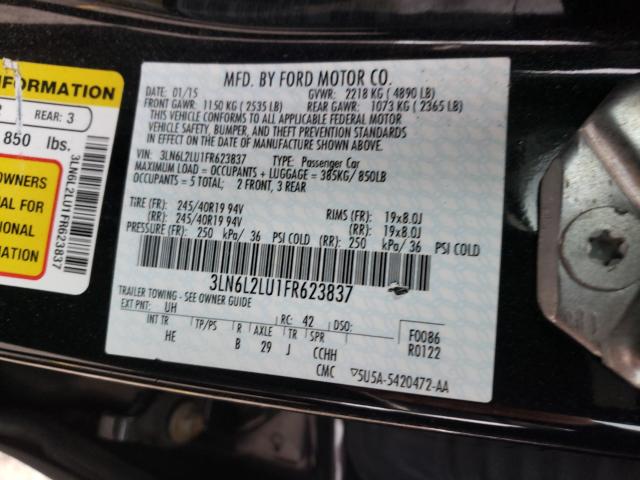 NFORMATION
REAR: 3
850 lbs.
OWNERS
UAL FOR
IONAL
MATION
3LN6L2LU1FR623837
MFD. BY FORD MOTOR CO.
DATE: 01/15 GVWR: 2218 KG ( 4890 LB)
FRONT GAWR: 1150 KG ( 2535 LB) REAR GAWR: 1073 KG ( 2365 LB)
THIS VEHICLE CONFORMS TO ALL APPLICABLE FEDERAL MOTOR
VEHICLE SAFETY, BUMPER, AND THEFT PREVENTION STANDARDS IN
EFFECT ON THE DATE OF MANUFACTURE SHOWN ABOVE.
VIN: 3LN6L2LU1FR623837 TYPE: Passenger Car
MAXIMUM LOAD = OCCUPANTS + LUGGAGE = 385KG/ 850LB
OCCUPANTS = 5 TOTAL; 2 FRONT, 3 REAR
TIRE (FR): 245/40R19 94V RIMS (FR): 19x8.0J
(RR): 245/40R19 94V (RR): 19x8.0J
PRESSURE (FR): 250 kPa/ 36 PSI COLD (RR): 250 kPa/ 36 PSI COLD
3LN6L2LU1FR623837
TRAILER TOWING - SEE OWNER GUIDE
EXT PNT: UH RC: 42 DSO: F0086
INT TR TP/PS R AXLE TR SPR R0122
HE B 29 J CCHH
CMC ▽5U5A-5420472-AA